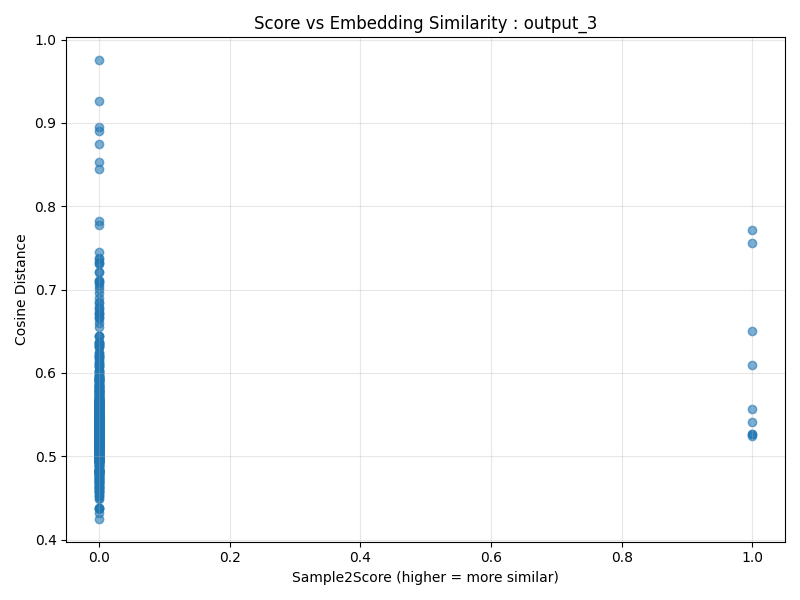 Score vs Embedding Similarity : output_3
1.0
0.9
0.8
0.7
0.6
0.5
0.4
Cosine Distance
0.0 0.2 0.4 0.6 0.8 1.0
Sample2Score (higher = more similar)